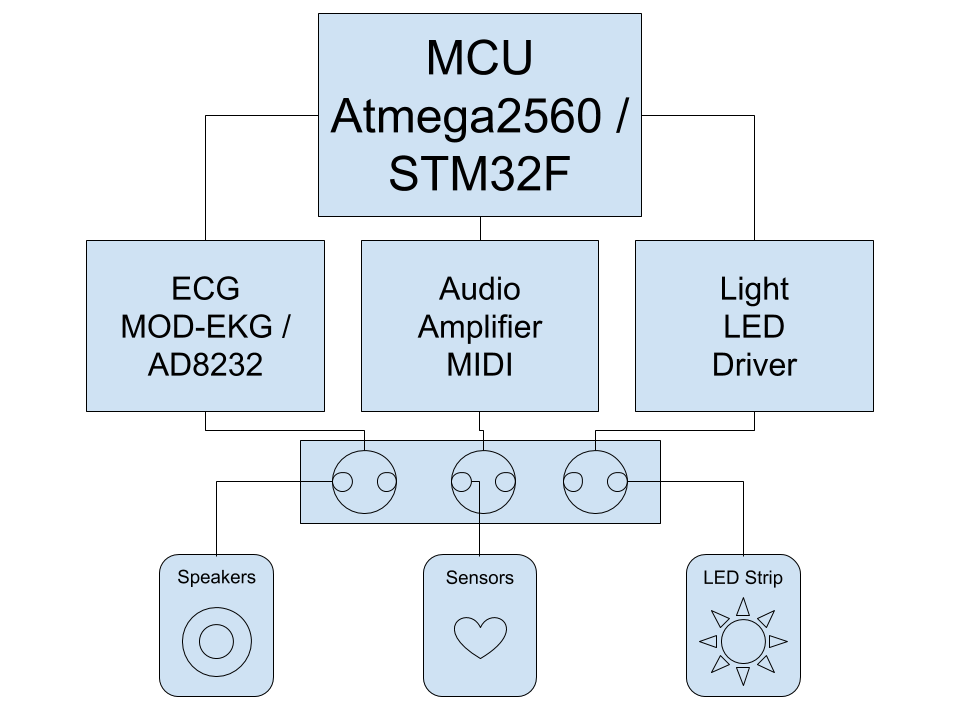 MCU
Atmega2560 /
STM32F
ECG
MOD-EKG /
AD8232
Audio
Amplifier
MIDI
Light
LED
Driver
Speakers
Sensors
LED Strip